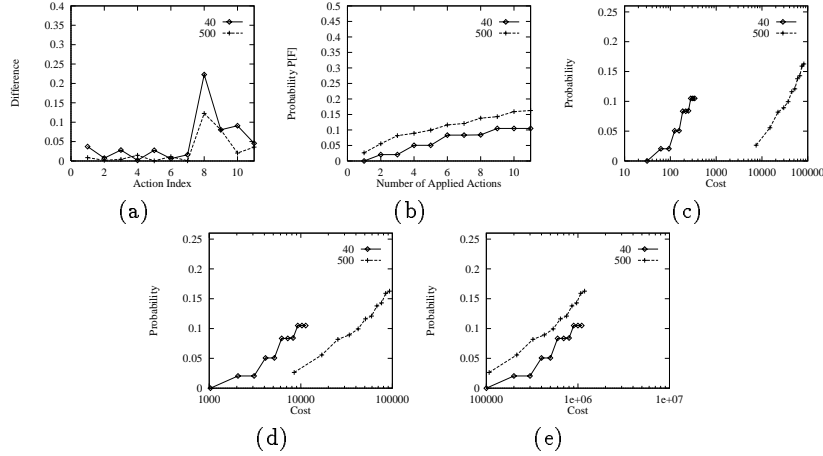 Difference
0.4
0.35
0.3
0.25
0.2
0.15
0.1
0.05
0
0 2 4 6 8 10
Action Index
40
500
(a)
Probability P[F]
0.5
0.45
0.4
0.35
0.3
0.25
0.2
0.15
0.1
0.05
0
0 2 4 6 8 10
Number of Applied Actions
40
500
(b)
Probability
0.25
0.2
0.15
0.1
0.05
0
10 100 1000 10000 100000
Cost
40
500
(c)
Probability
0.25
0.2
0.15
0.1
0.05
0
1000 10000 100000
Cost
40
500
(d)
Probability
0.25
0.2
0.15
0.1
0.05
0
100000 1e+06 1e+07
Cost
40
500
(e)